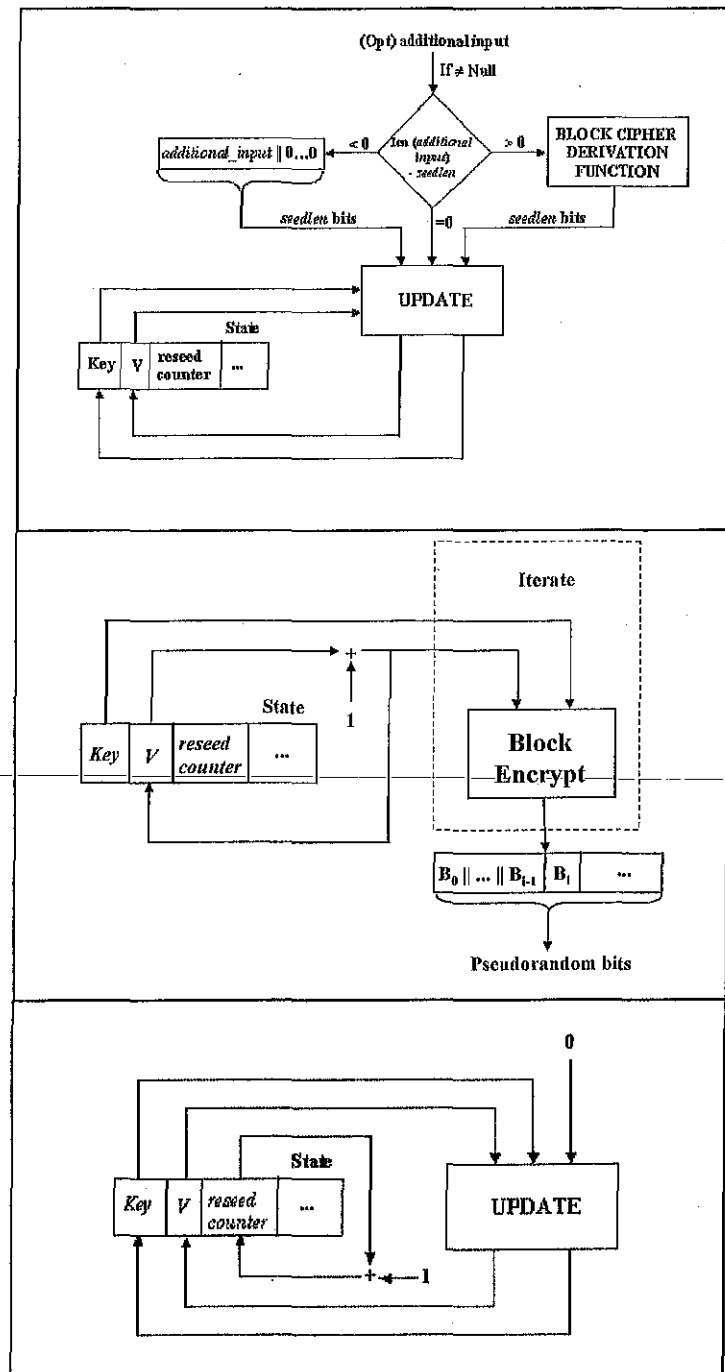 (Opt) additional input
If ≠ Null
len (additional
input)
- seedlen
< 0
> 0
=0
additional_input || 0...0
BLOCK CIPHER
DERIVATION
FUNCTION
seedlen bits
seedlen bits
UPDATE
State
Key V reseed
counter ...
Iterate
+
1
State
Key V reseed
counter ...
Block
Encrypt
B0 || ... || Bi-1 Bi ...
Pseudorandom bits
0
State
Key V reseed
counter ...
UPDATE
+ 1